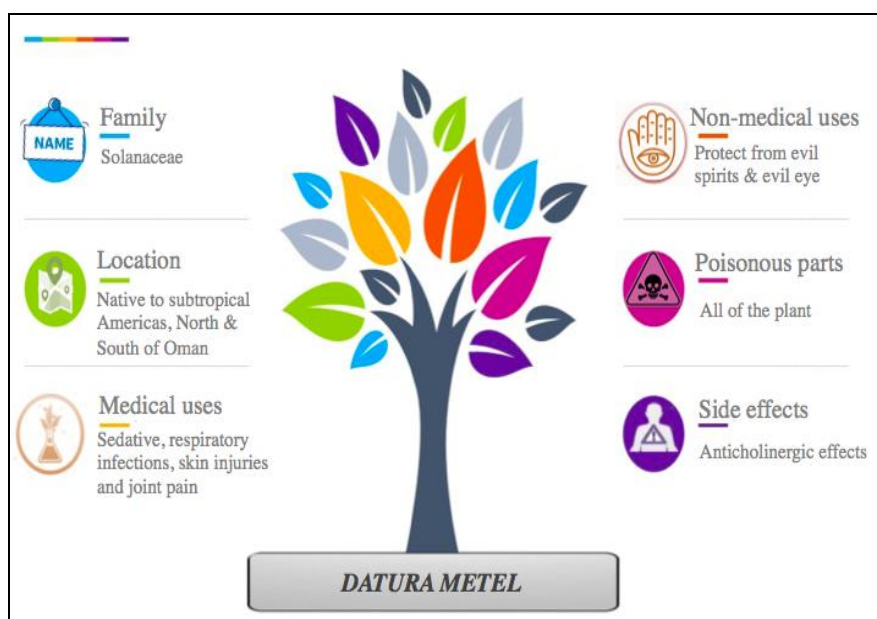 NAME
Family
Solanaceae
Location
Native to subtropical
Americas, North &
South of Oman
Medical uses
Sedative, respiratory
infections, skin injuries
and joint pain
Non-medical uses
Protect from evil
spirits & evil eye
Poisonous parts
All of the plant
Side effects
Anticholinergic effects
DATURA METEL